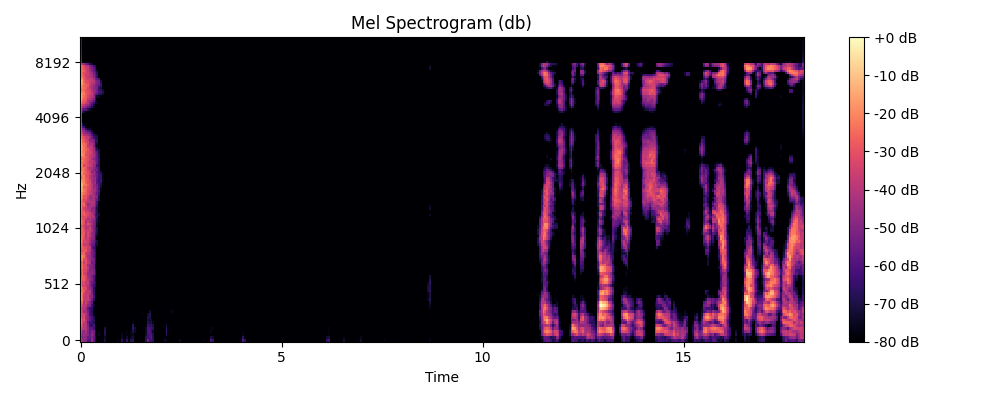 Mel Spectrogram (db)
Hz
8192
4096
2048
1024
512
0
0 5 10 15
Time
+0 dB
-10 dB
-20 dB
-30 dB
-40 dB
-50 dB
-60 dB
-70 dB
-80 dB